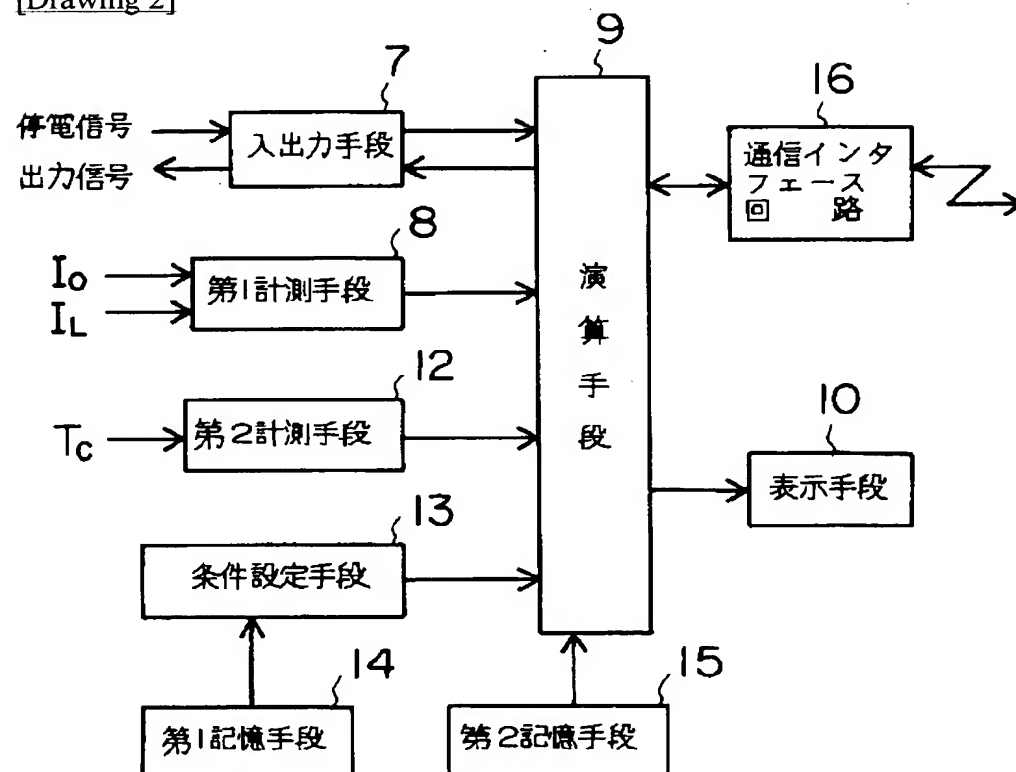 [Drawing 2]
9
7
16
停電信号
入出力手段
通信インタ
フェース
回 路
出力信号
8
Io
第1計測手段
IL
演算手段
12
10
Tc
第2計測手段
表示手段
13
条件設定手段
14
15
第1記憶手段
第2記憶手段